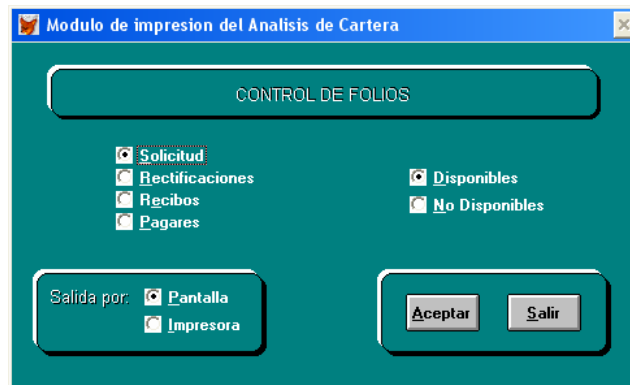 Modulo de impresion del Analisis de Cartera
CONTROL DE FOLIOS
Solicitud
Rectificaciones
Recibos
Pagares
Disponibles
No Disponibles
Salida por:
Pantalla
Impresora
Aceptar
Salir